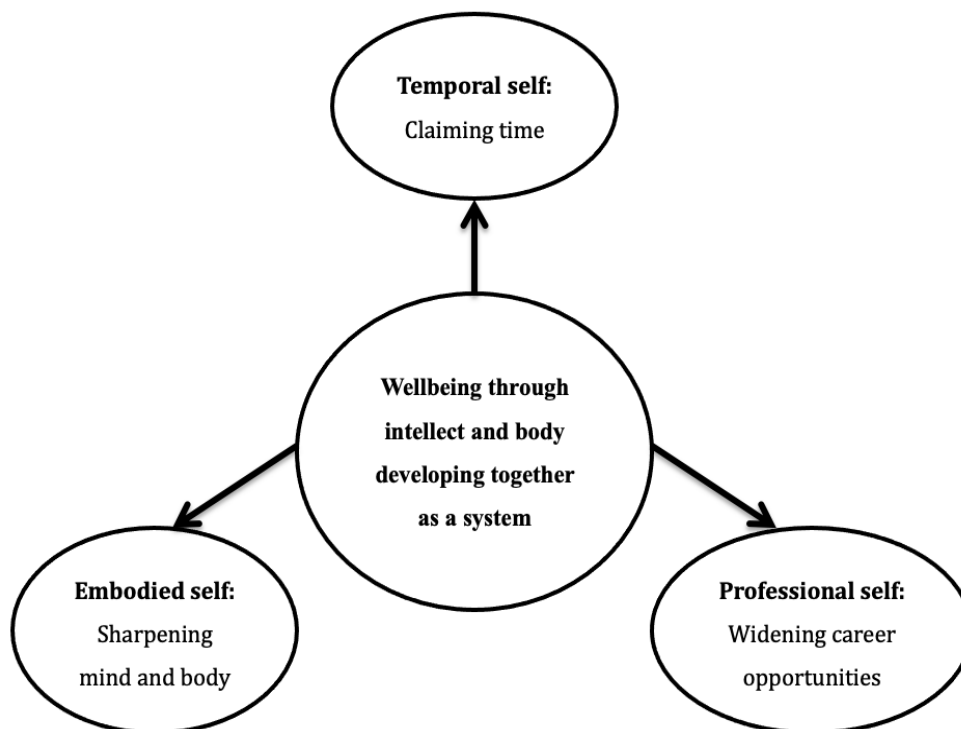 Temporal self:
Claiming time
Wellbeing through
intellect and body
developing together
as a system
Embodied self:
Sharpening
mind and body
Professional self:
Widening career
opportunities